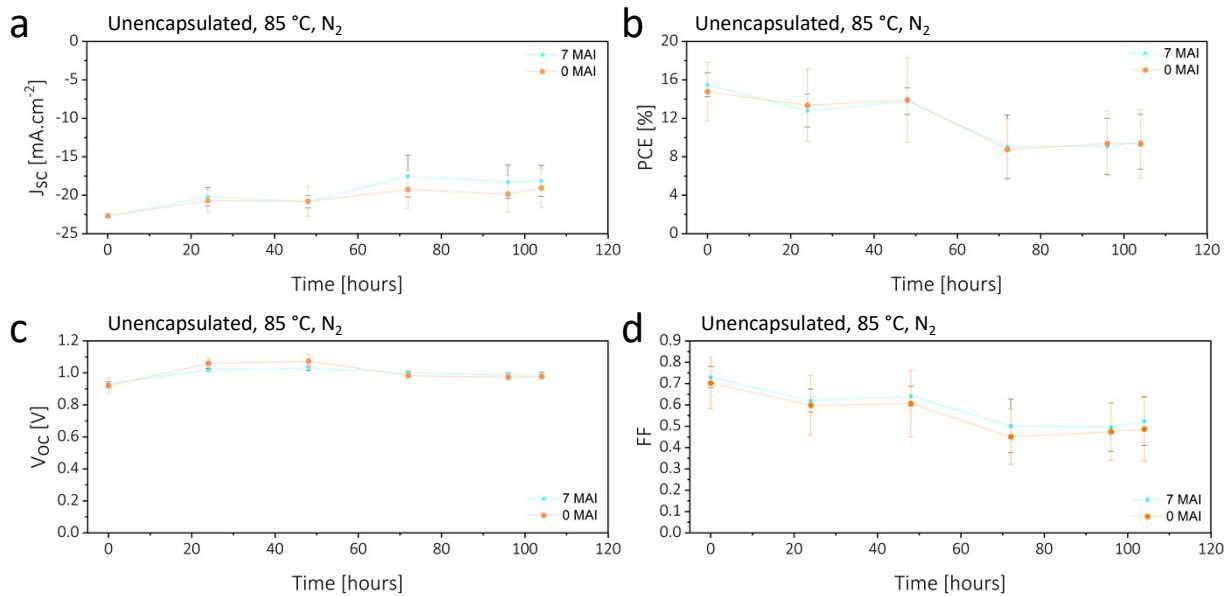 a
Unencapsulated, 85 °C, N₂
0
-5
-10
-15
-20
-25
J_SC [mA.cm⁻²]
7 MAI
0 MAI
0 20 40 60 80 100 120
Time [hours]
b
Unencapsulated, 85 °C, N₂
20
16
12
8
4
0
PCE [%]
7 MAI
0 MAI
0 20 40 60 80 100 120
Time [hours]
c
Unencapsulated, 85 °C, N₂
1.2
1.0
0.8
0.6
0.4
0.2
0.0
V_OC [V]
7 MAI
0 MAI
0 20 40 60 80 100 120
Time [hours]
d
Unencapsulated, 85 °C, N₂
0.9
0.8
0.7
0.6
0.5
0.4
0.3
0.2
0.1
0.0
FF
7 MAI
0 MAI
0 20 40 60 80 100 120
Time [hours]